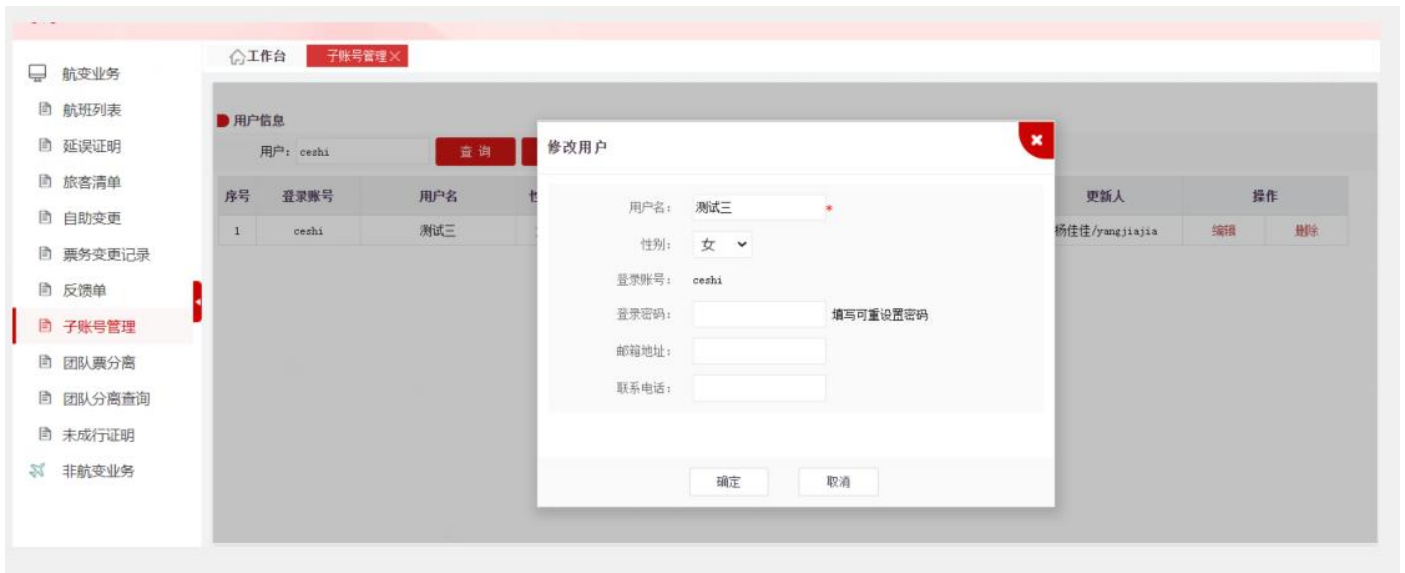 工作台 子账号管理
航变业务
航班列表
延误证明
旅客清单
自助变更
票务变更记录
反馈单
子账号管理
团队票分离
团队分离查询
未成行证明
非航变业务
用户信息
用户: ceshi 查 询
序号 登录账号 用户名 更新人 操作
1 ceshi 测试三 杨佳佳/yangjiajia 编辑 删除
修改用户
用户名: 测试三 *
性别: 女
登录账号: ceshi
登录密码: 填写可重设置密码
邮箱地址:
联系电话:
确定 取消